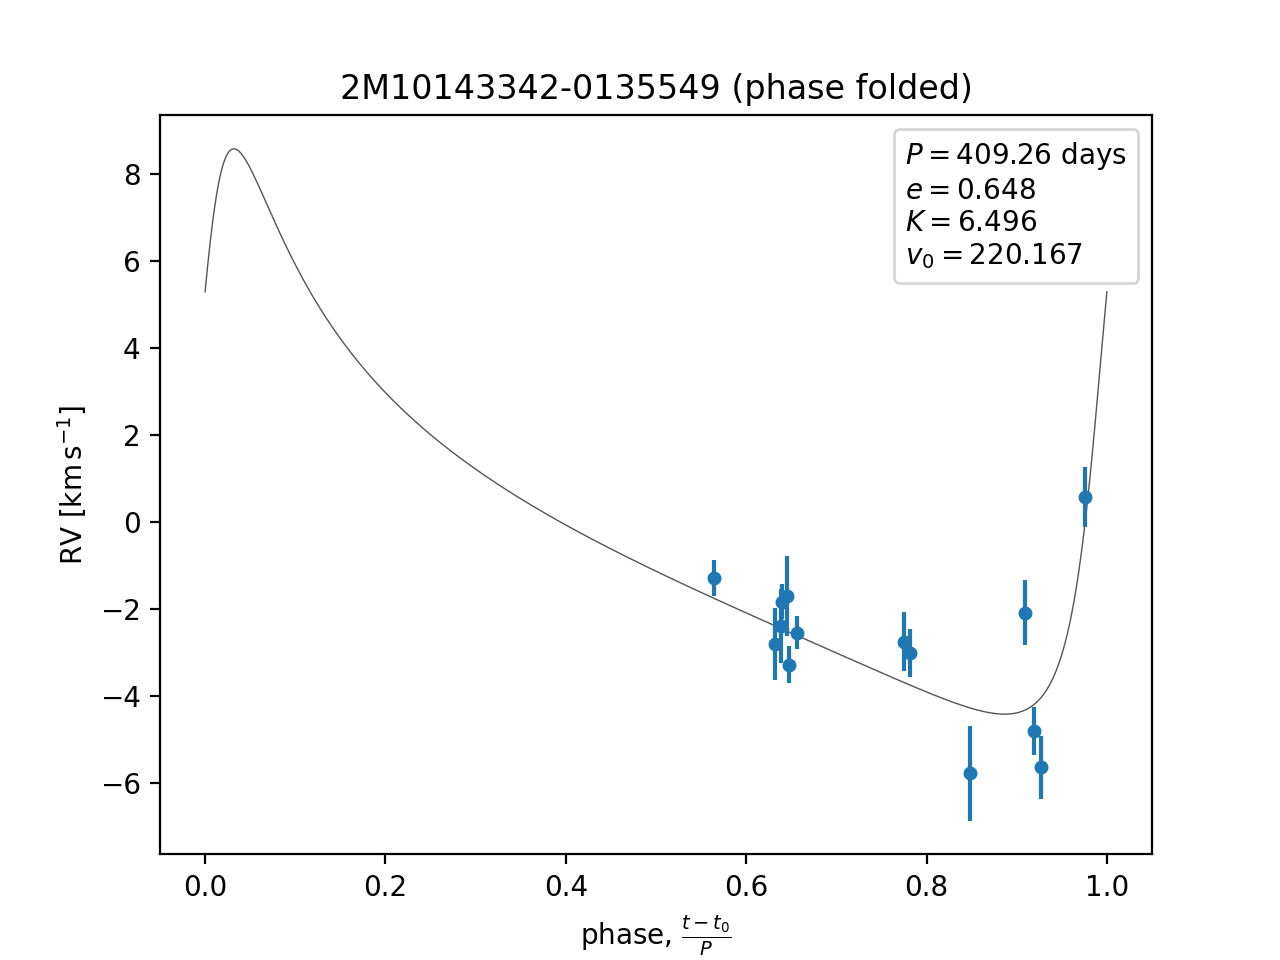 2M10143342-0135549 (phase folded)
P = 409.26 days
e = 0.648
K = 6.496
v₀ = 220.167
8
6
4
2
0
−2
−4
−6
RV [km s⁻¹]
0.0 0.2 0.4 0.6 0.8 1.0
phase, (t − t₀)/P